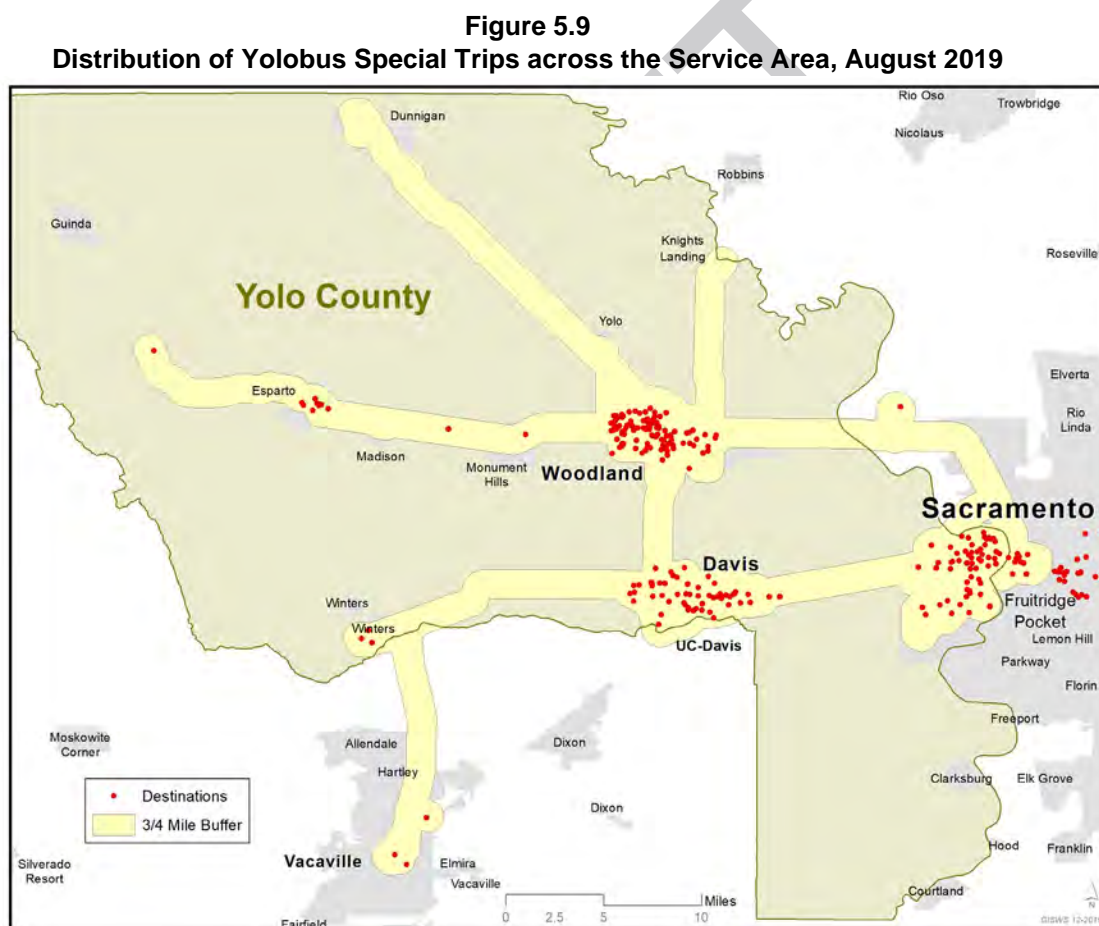 Figure 5.9
Distribution of Yolobus Special Trips across the Service Area, August 2019
Rio Oso
Trowbridge
Dunnigan
Nicolaus
Robbins
Guinda
Knights
Landing
Roseville
Yolo County
Yolo
Elverta
Esparto
Rio
Linda
Madison
Monument
Hills
Woodland
Sacramento
Davis
Winters
Winters
Fruitridge
Pocket
UC-Davis
Lemon Hill
Parkway
Florin
Freeport
Moskowite
Corner
Allendale
Dixon
Hartley
Clarksburg
Elk Grove
Destinations
3/4 Mile Buffer
Dixon
Hood
Franklin
Vacaville
Silverado
Resort
Elmira
Vacaville
Courtland
Miles
0 2.5 5 10
N
Fairfield